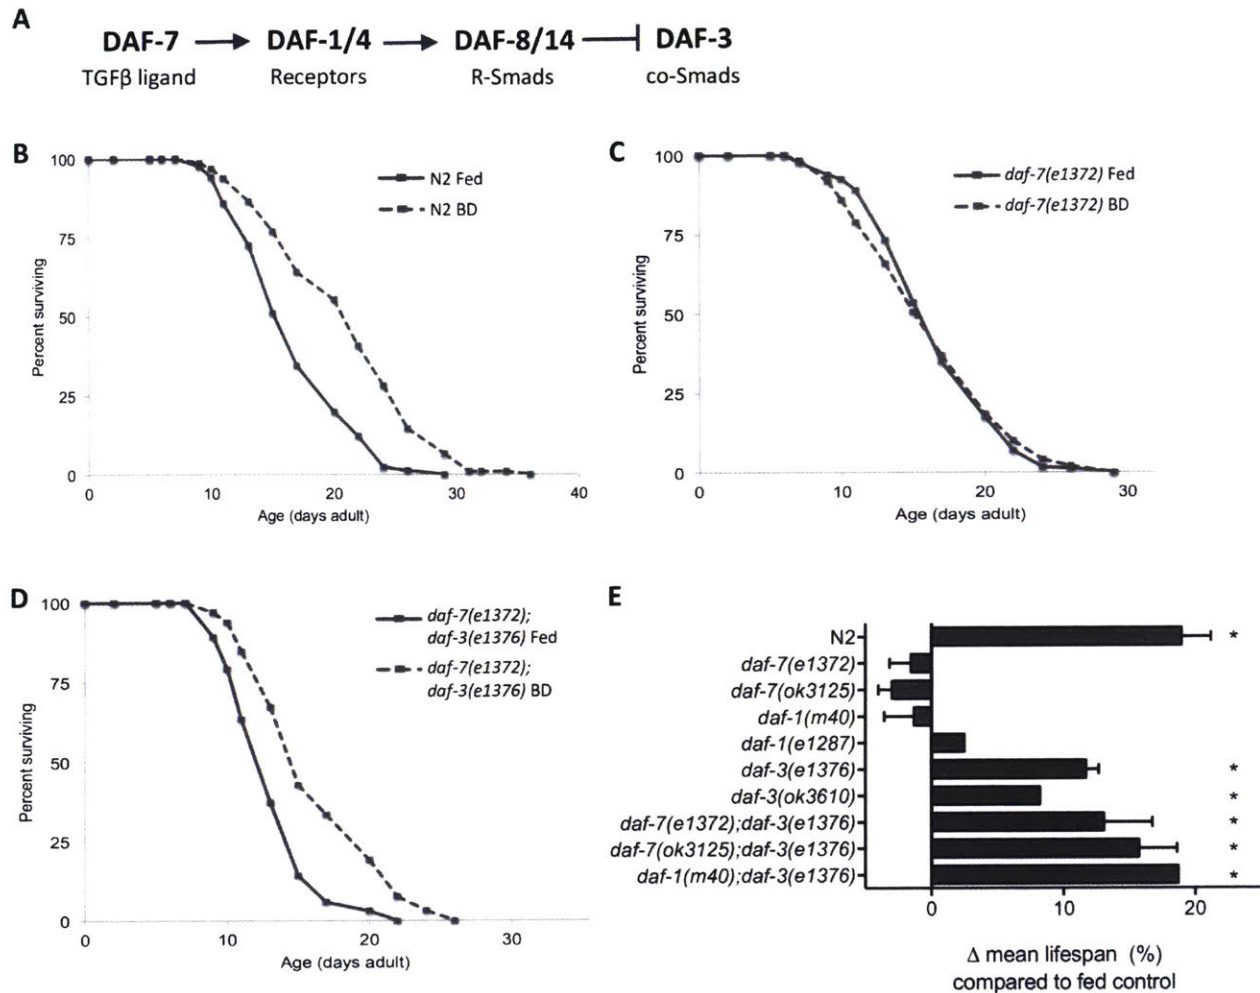 A
DAF-7 DAF-1/4 DAF-8/14 DAF-3
TGFβ ligand Receptors R-Smads co-Smads
B
100
75
50
25
0
Percent surviving
0 10 20 30 40
Age (days adult)
N2 Fed
N2 BD
C
100
75
50
25
0
Percent surviving
0 10 20 30
Age (days adult)
daf-7(e1372) Fed
daf-7(e1372) BD
D
100
75
50
25
0
Percent surviving
0 10 20 30
Age (days adult)
daf-7(e1372);
daf-3(e1376) Fed
daf-7(e1372);
daf-3(e1376) BD
E
N2 *
daf-7(e1372)
daf-7(ok3125)
daf-1(m40)
daf-1(e1287)
daf-3(e1376) *
daf-3(ok3610) *
daf-7(e1372);daf-3(e1376) *
daf-7(ok3125);daf-3(e1376) *
daf-1(m40);daf-3(e1376) *
0 10 20
Δ mean lifespan (%)
compared to fed control